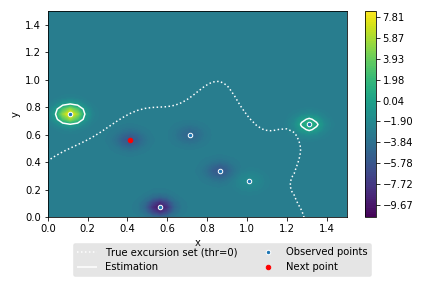 1.4
1.2
1.0
0.8
0.6
0.4
0.2
0.0
y
0.0 0.2 0.4 0.6 0.8 1.0 1.2 1.4
x
7.81
5.87
3.93
1.98
0.04
−1.90
−3.84
−5.78
−7.72
−9.67
True excursion set (thr=0)
Estimation
Observed points
Next point